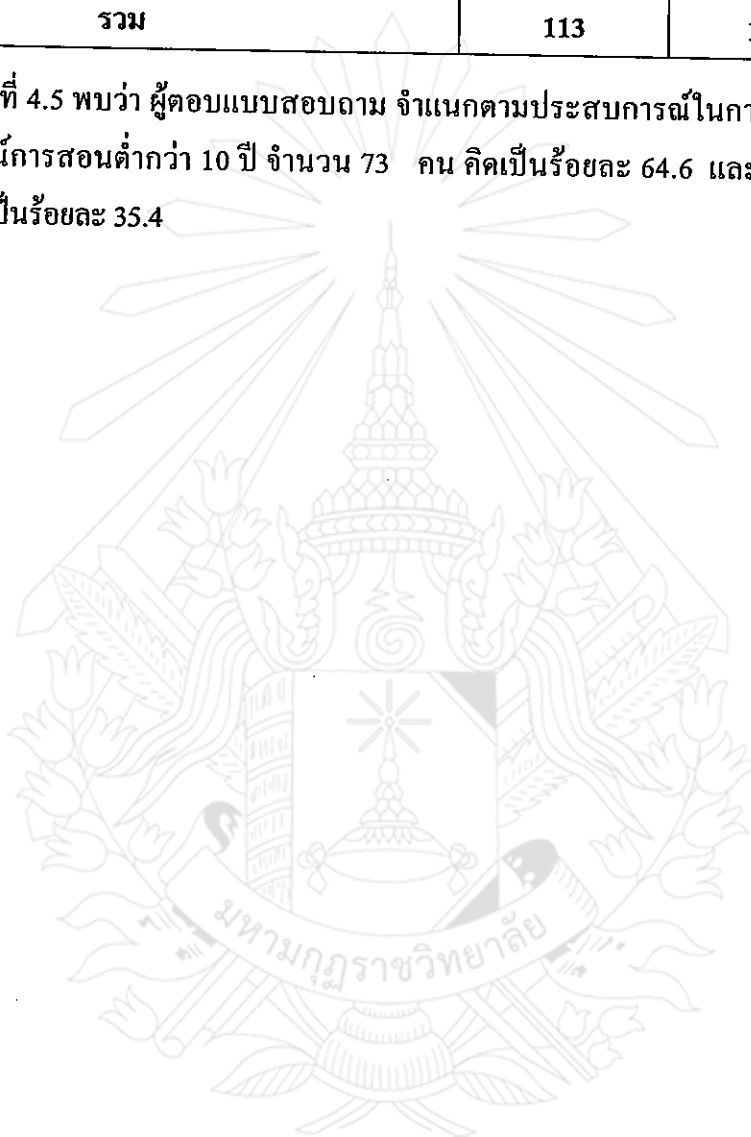 รวม 113
ที่ 4.5 พบว่า ผู้ตอบแบบสอบถาม จำแนกตามประสบการณ์ในกา
น์การสอนต่ำกว่า 10 ปี จำนวน 73 คน คิดเป็นร้อยละ 64.6 และ
ป็นร้อยละ 35.4
มหามกุฏราชวิทยาลัย